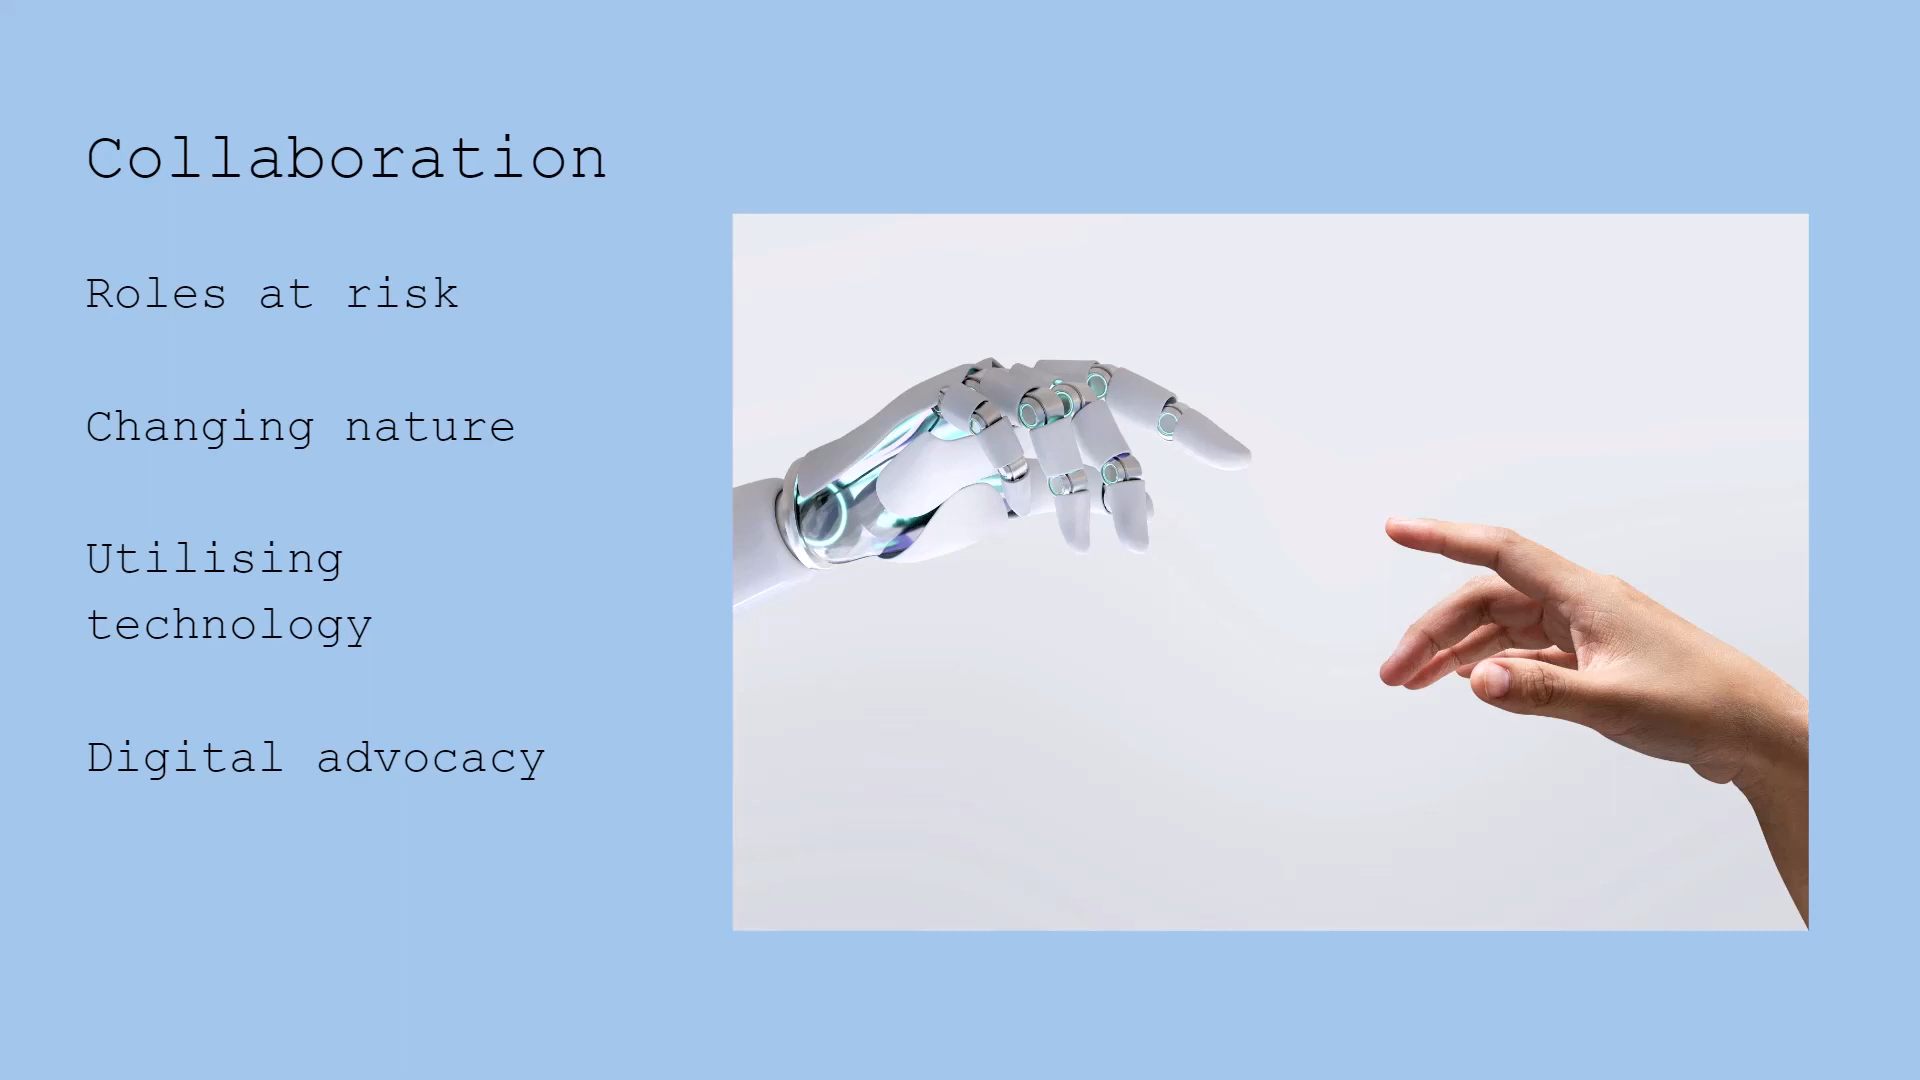 Collaboration
Roles at risk
Changing nature
Utilising
technology
Digital advocacy